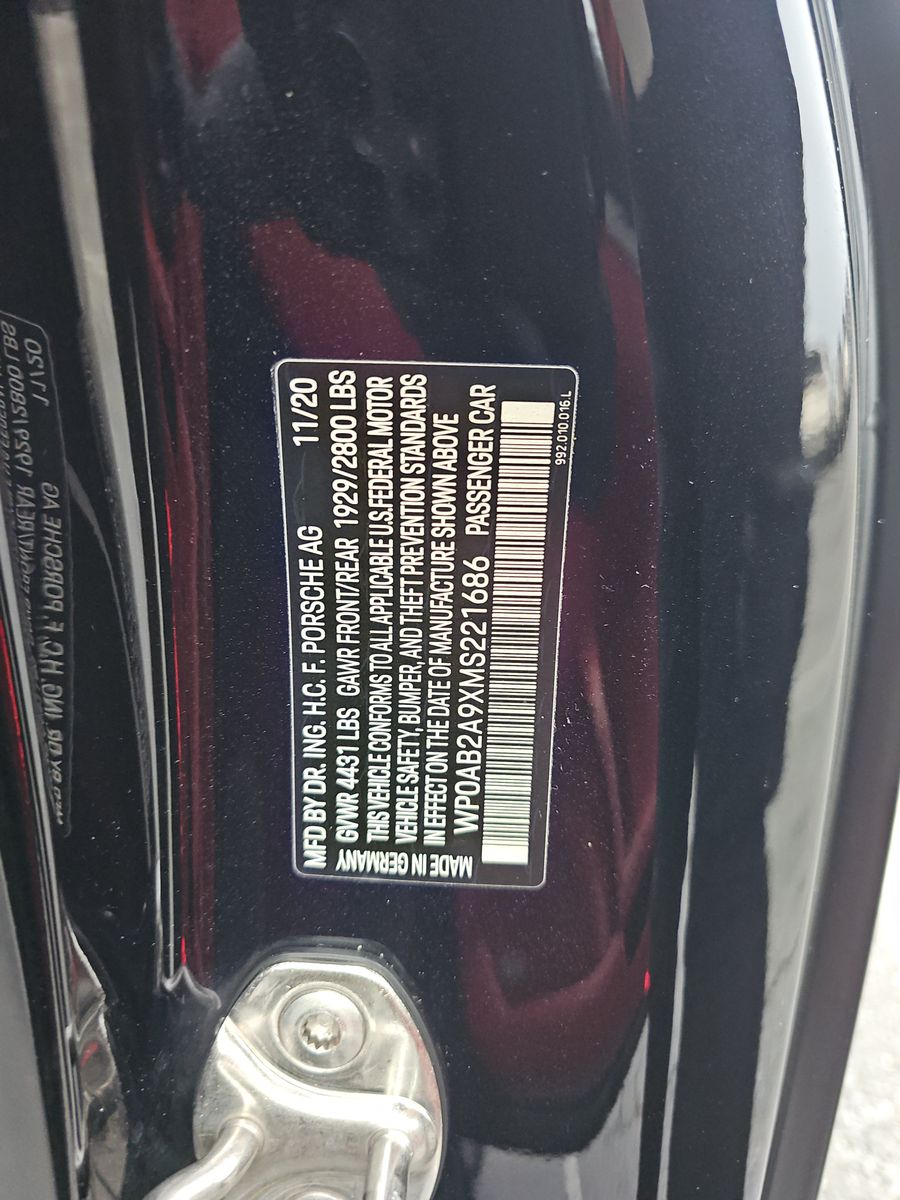 MFD BY DR. ING. H.C. F. PORSCHE AG 11/20
GVWR 4431 LBS GAWR FRONT/REAR 1929/2800 LBS
THIS VEHICLE CONFORMS TO ALL APPLICABLE U.S. FEDERAL MOTOR
VEHICLE SAFETY, BUMPER, AND THEFT PREVENTION STANDARDS
IN EFFECT ON THE DATE OF MANUFACTURE SHOWN ABOVE
MADE IN GERMANY
WP0AB2A9XMS221686 PASSENGER CAR
992.010.016.L